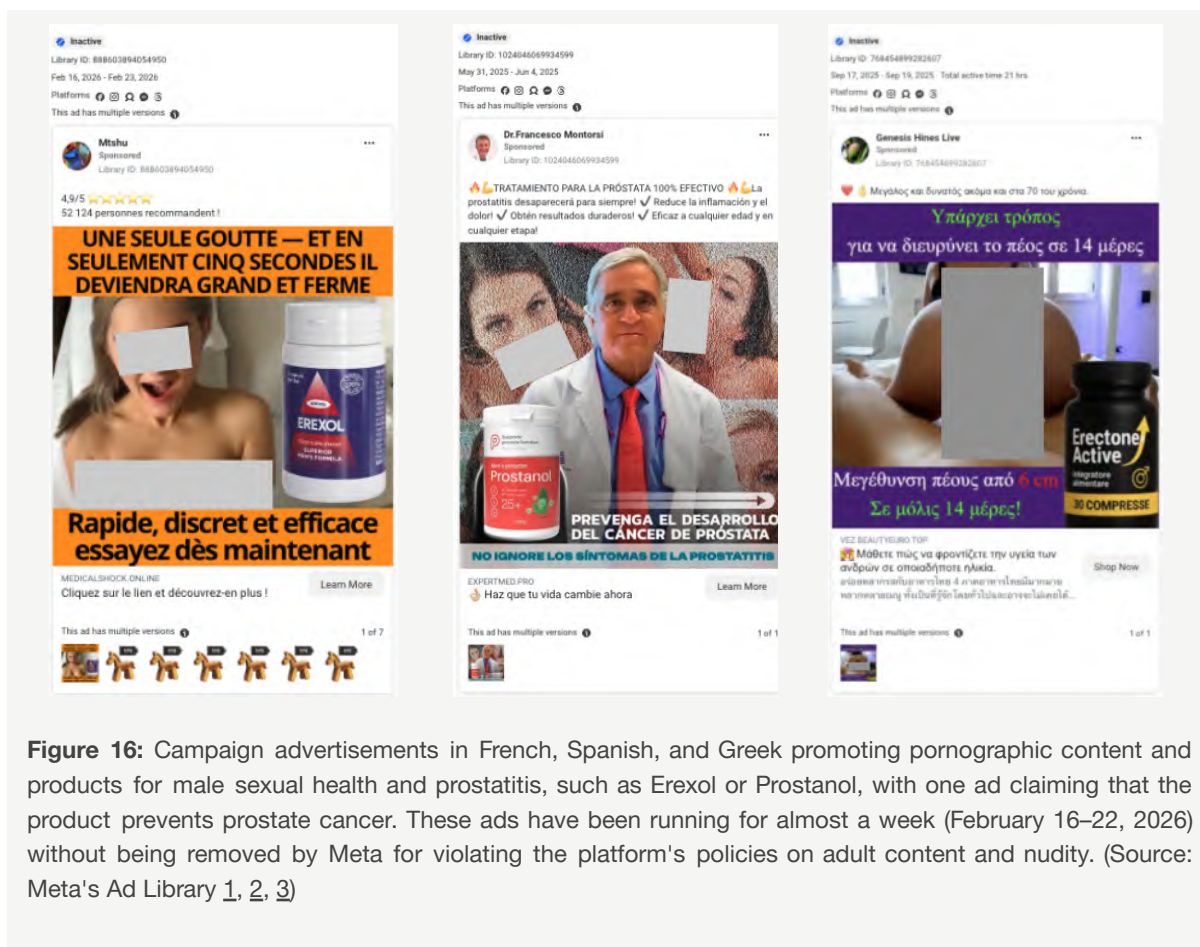 Inactive
Library ID: 888603894054950
Feb 16, 2026 - Feb 23, 2026
Platforms
This ad has multiple versions
Mtshu
Sponsored
Library ID: 888603894054950
4,9/5
52 124 personnes recommandent !
UNE SEULE GOUTTE — ET EN
SEULEMENT CINQ SECONDES IL
DEVIENDRA GRAND ET FERME
EREXOL
SUPERIOR
MEN'S FORMULA
Rapide, discret et efficace
essayez dès maintenant
MEDICALSHOCK.ONLINE
Cliquez sur le lien et découvrez-en plus !
Learn More
This ad has multiple versions
1 of 7
Inactive
Library ID: 1024046069934599
May 31, 2025 - Jun 4, 2025
Platforms
This ad has multiple versions
Dr.Francesco Montorsi
Sponsored
Library ID: 1024046069934599
🔥💪TRATAMIENTO PARA LA PRÓSTATA 100% EFECTIVO 🔥💪La
prostatitis desaparecerá para siempre! ✔ Reduce la inflamación y el
dolor! ✔ Obtén resultados duraderos! ✔ Eficaz a cualquier edad y en
cualquier etapa!
Prostanol
25+
PREVENGA EL DESARROLLO
DEL CÁNCER DE PRÓSTATA
NO IGNORE LOS SÍNTOMAS DE LA PROSTATITIS
EXPERTMED.PRO
👌 Haz que tu vida cambie ahora
Learn More
This ad has multiple versions
1 of 1
Inactive
Library ID: 768454899282607
Sep 17, 2025 - Sep 19, 2025 Total active time 21 hrs
Platforms
This ad has multiple versions
Genesis Hines Live
Sponsored
Library ID: 768454899282607
Μεγάλος και δυνατός ακόμα και στα 70 του χρόνια.
Υπάρχει τρόπος
για να διευρύνει το πέος σε 14 μέρες
Erectone
Active
integratore
alimentare
30 COMPRESSE
Μεγέθυνση πέους από 6 cm
Σε μόλις 14 μέρες!
VEZ.BEAUTYEURO.TOP
Μάθετε πώς να φροντίζετε την υγεία των
ανδρών σε οποιαδήποτε ηλικία.
Shop Now
This ad has multiple versions
1 of 1
Figure 16: Campaign advertisements in French, Spanish, and Greek promoting pornographic content and
products for male sexual health and prostatitis, such as Erexol or Prostanol, with one ad claiming that the
product prevents prostate cancer. These ads have been running for almost a week (February 16–22, 2026)
without being removed by Meta for violating the platform's policies on adult content and nudity. (Source:
Meta's Ad Library 1, 2, 3)